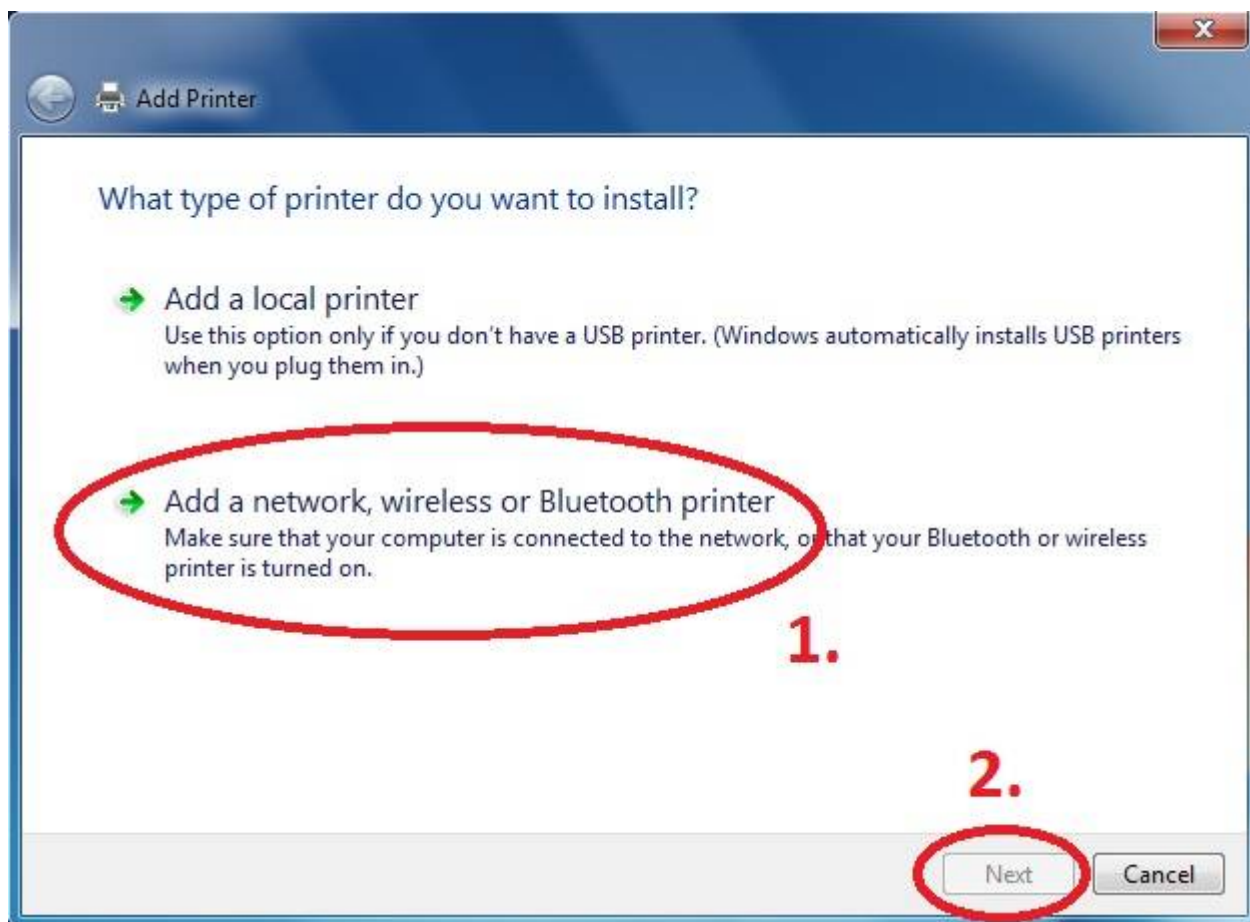 Add Printer
What type of printer do you want to install?
Add a local printer
Use this option only if you don't have a USB printer. (Windows automatically installs USB printers
when you plug them in.)
Add a network, wireless or Bluetooth printer
Make sure that your computer is connected to the network, or that your Bluetooth or wireless
printer is turned on.
1.
2.
Next Cancel